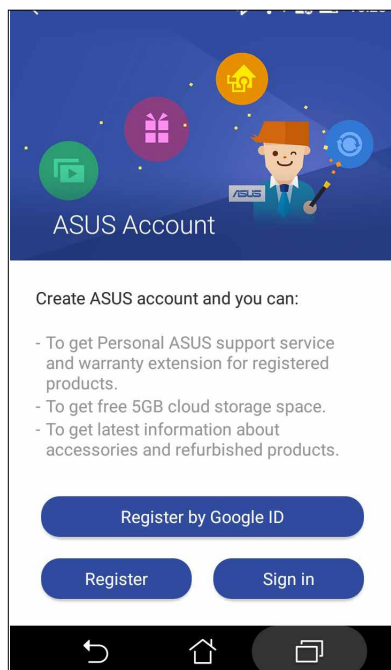 ASUS
ASUS Account
Create ASUS account and you can:
- To get Personal ASUS support service
and warranty extension for registered
products.
- To get free 5GB cloud storage space.
- To get latest information about
accessories and refurbished products.
Register by Google ID
Register
Sign in